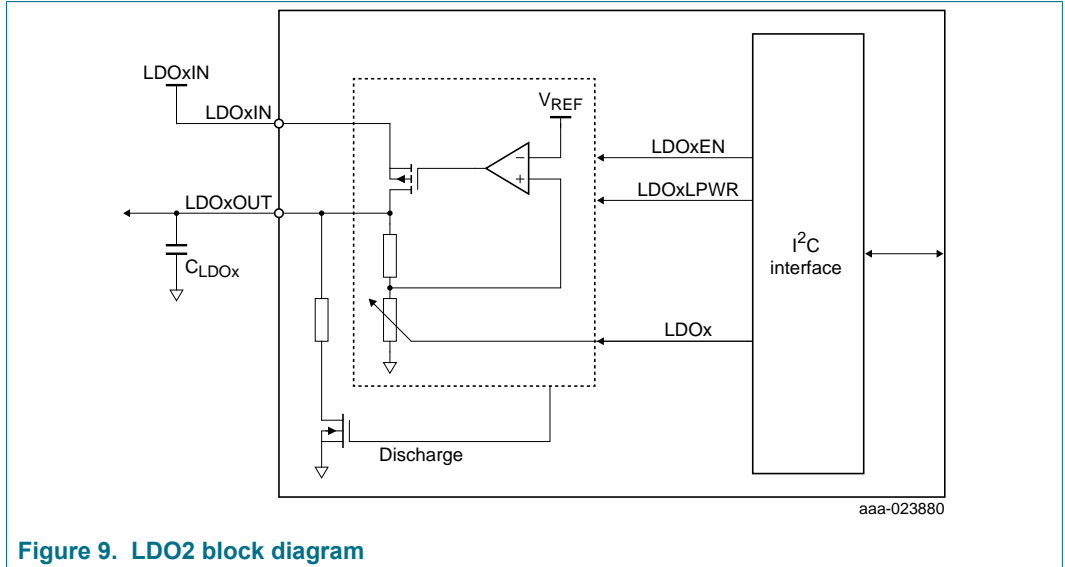 LDOxIN
LDOxIN
VREF
−
+
LDOxEN
LDOxLPWR
LDOxOUT
CLDOx
I2C
interface
LDOx
Discharge
aaa-023880
Figure 9. LDO2 block diagram